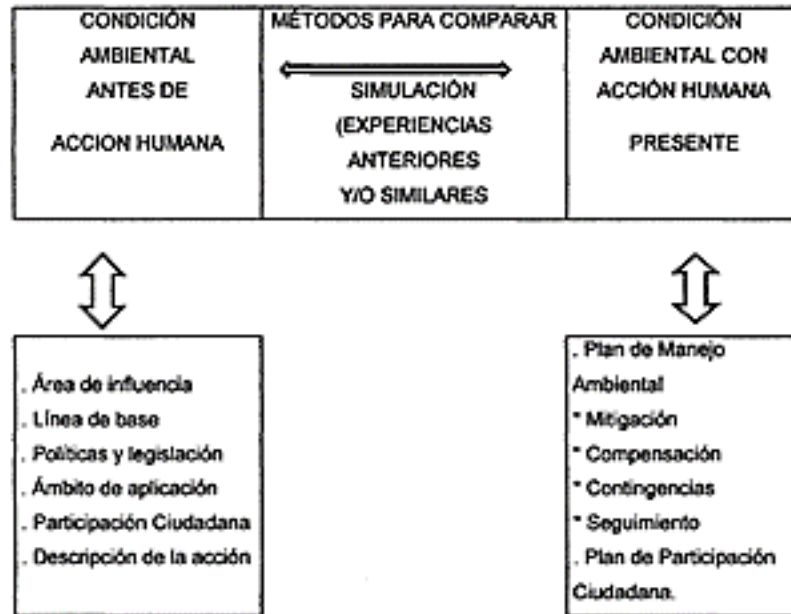 CONDICIÓN
AMBIENTAL
ANTES DE
ACCION HUMANA
MÉTODOS PARA COMPARAR
SIMULACIÓN
(EXPERIENCIAS
ANTERIORES
Y/O SIMILARES
CONDICIÓN
AMBIENTAL CON
ACCIÓN HUMANA
PRESENTE
. Área de influencia
. Línea de base
. Políticas y legislación
. Ámbito de aplicación
. Participación Ciudadana
. Descripción de la acción
. Plan de Manejo
Ambiental
* Mitigación
* Compensación
* Contingencias
* Seguimiento
. Plan de Participación
Ciudadana.